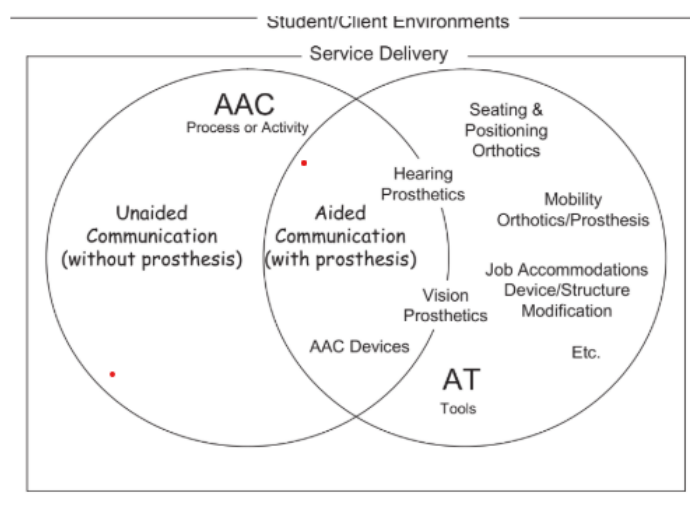 Student/Client Environments
Service Delivery
AAC
Process or Activity
Unaided
Communication
(without prosthesis)
Aided
Communication
(with prosthesis)
AAC Devices
Hearing
Prosthetics
Vision
Prosthetics
Seating &
Positioning
Orthotics
Mobility
Orthotics/Prosthesis
Job Accommodations
Device/Structure
Modification
Etc.
AT
Tools